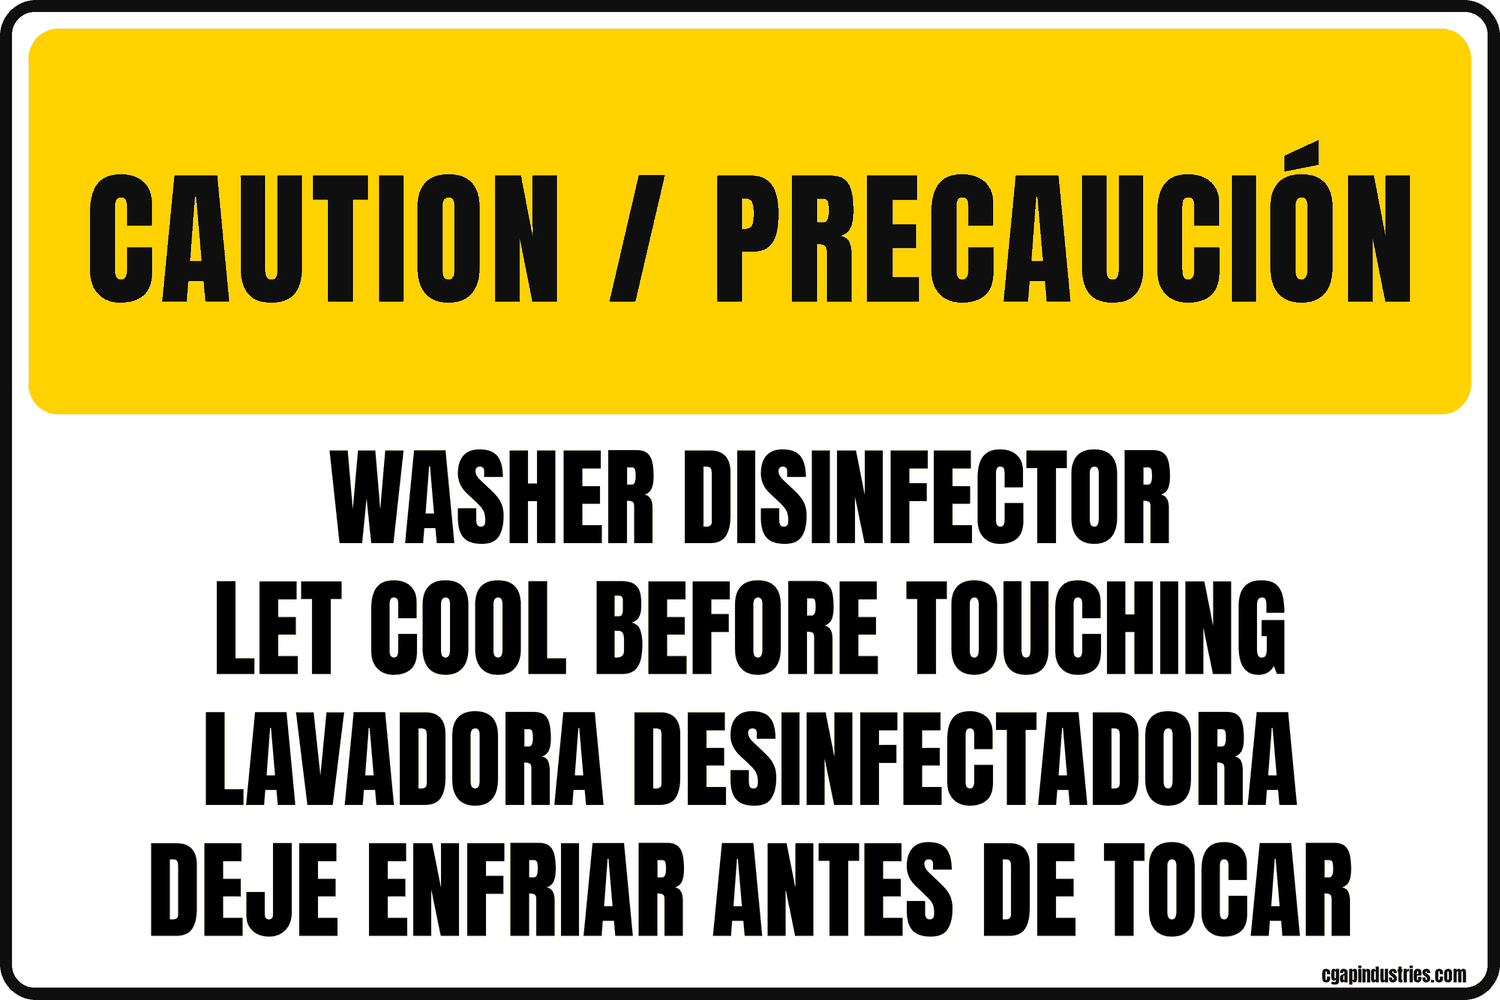 CAUTION / PRECAUCIÓN
WASHER DISINFECTOR
LET COOL BEFORE TOUCHING
LAVADORA DESINFECTADORA
DEJE ENFRIAR ANTES DE TOCAR
cgapindustries.com